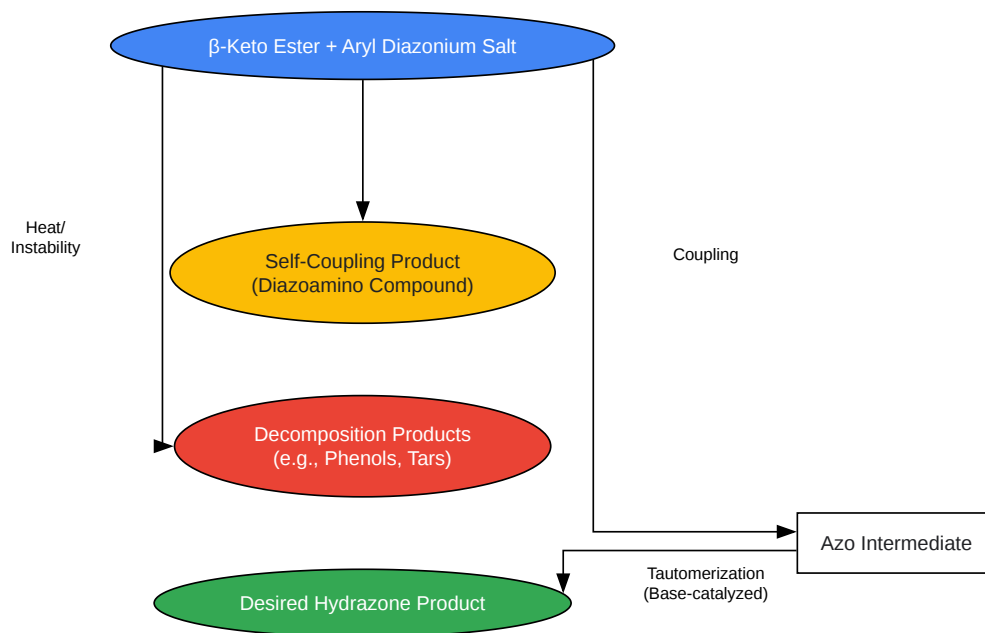 β-Keto Ester + Aryl Diazonium Salt
Heat/
Instability
Self-Coupling Product
(Diazoamino Compound)
Coupling
Decomposition Products
(e.g., Phenols, Tars)
Azo Intermediate
Tautomerization
(Base-catalyzed)
Desired Hydrazone Product